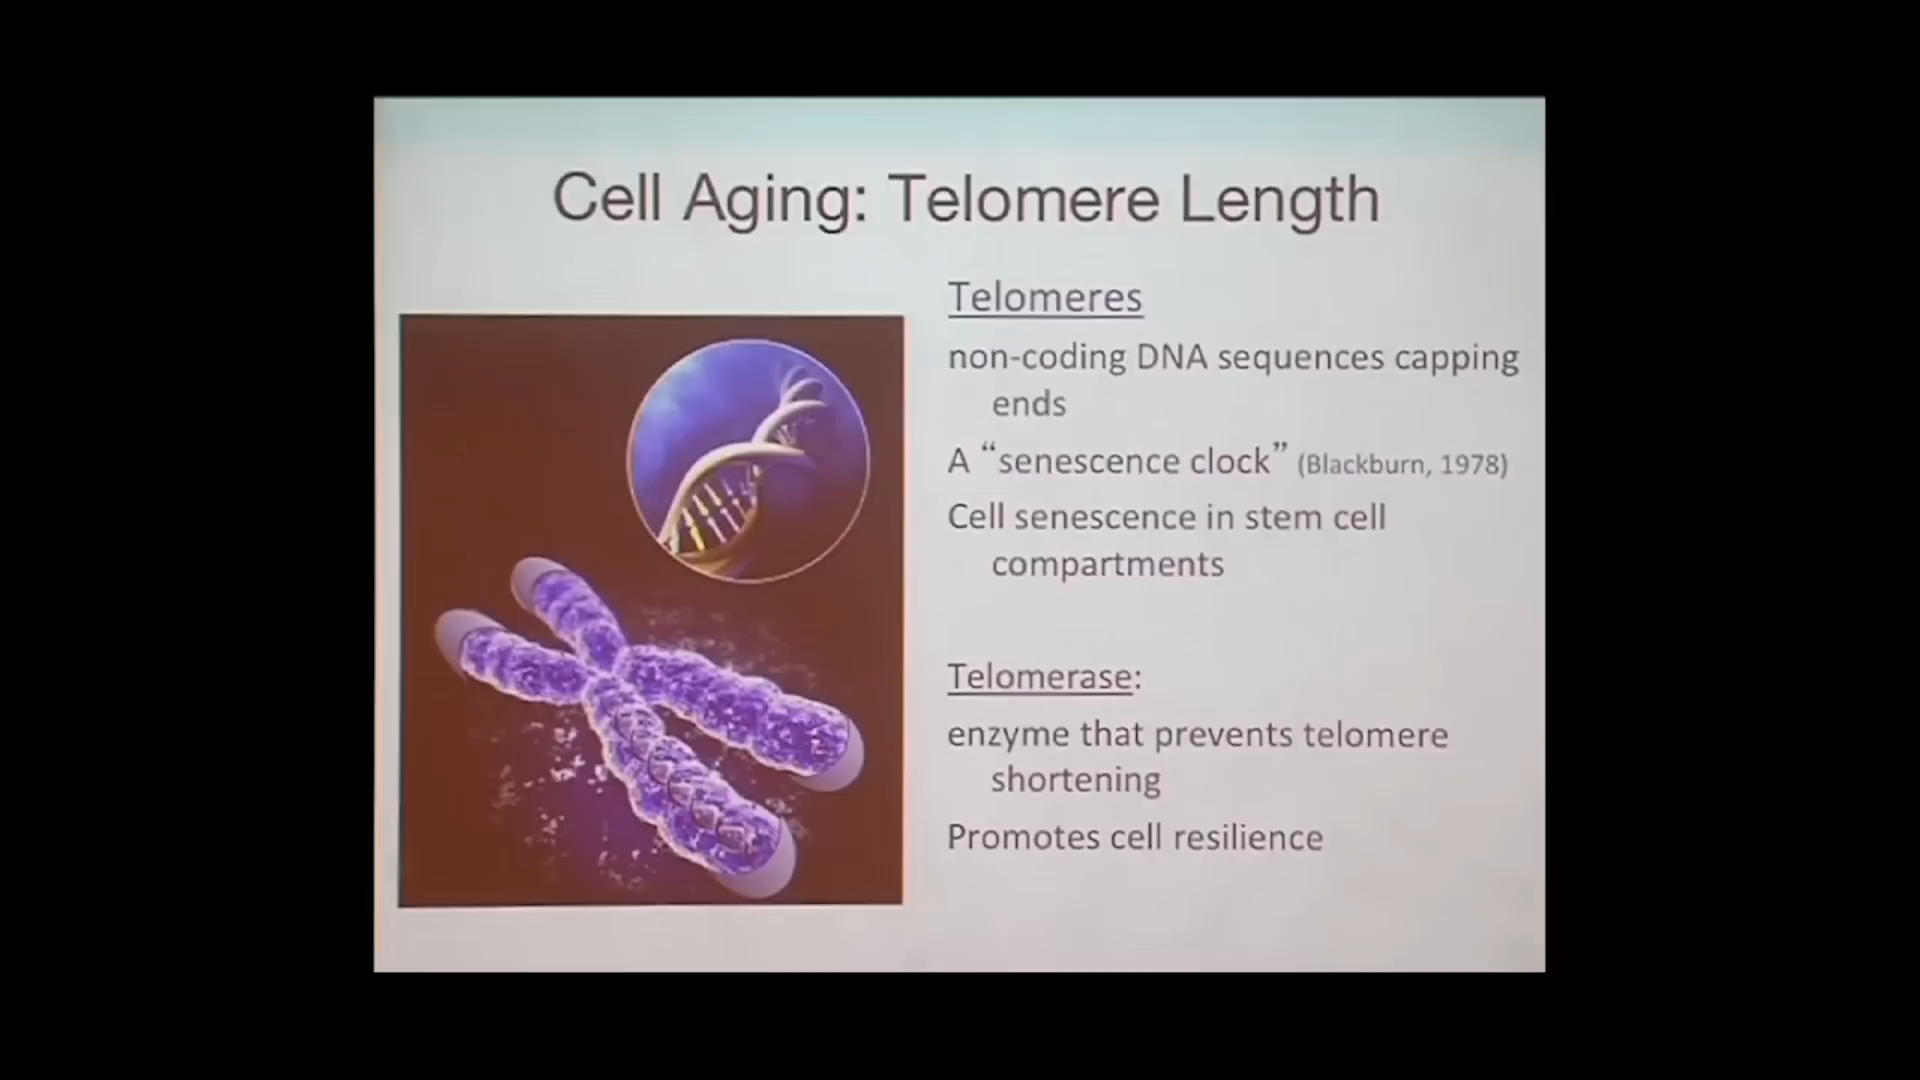 Cell Aging: Telomere Length
Telomeres
non-coding DNA sequences capping
ends
A “senescence clock” (Blackburn, 1978)
Cell senescence in stem cell
compartments
Telomerase:
enzyme that prevents telomere
shortening
Promotes cell resilience